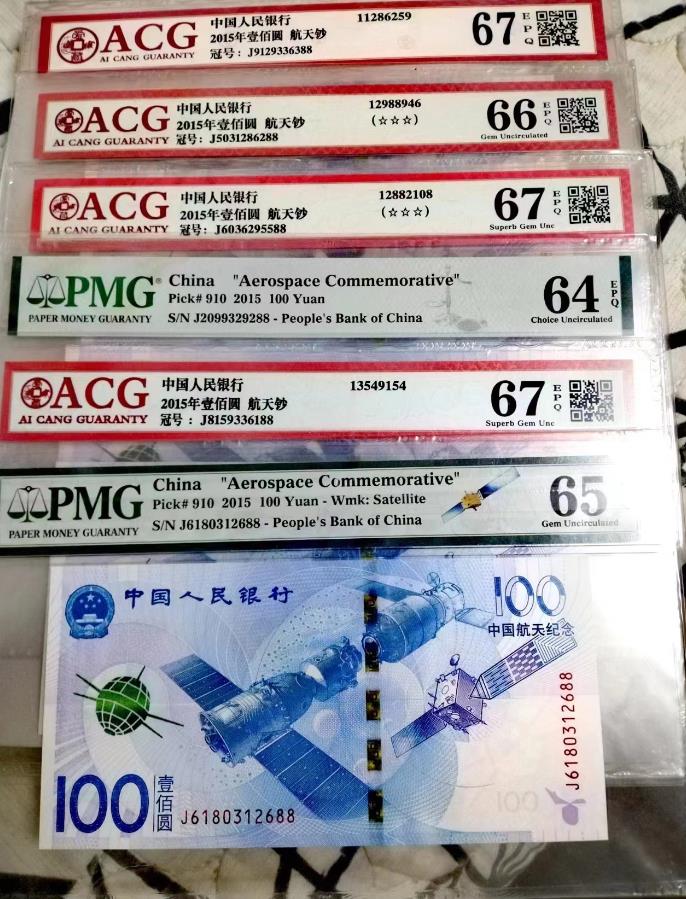 ACG
AI CANG GUARANTY
中国人民银行
11286259
2015年壹佰圆 航天钞
冠号：J9129336388
67
EPQ
ACG
AI CANG GUARANTY
中国人民银行
12988946
2015年壹佰圆 航天钞
(☆☆☆)
冠号：J5031286288
66
EPQ
Gem Uncirculated
ACG
AI CANG GUARANTY
中国人民银行
12882108
2015年壹佰圆 航天钞
(☆☆☆)
冠号：J6036295588
67
EPQ
Superb Gem Unc
PMG
PAPER MONEY GUARANTY
China "Aerospace Commemorative"
Pick# 910 2015 100 Yuan
S/N J2099329288 - People's Bank of China
64
EPQ
Choice Uncirculated
ACG
AI CANG GUARANTY
中国人民银行
13549154
2015年壹佰圆 航天钞
冠号：J8159336188
67
EPQ
Superb Gem Unc
PMG
PAPER MONEY GUARANTY
China "Aerospace Commemorative"
Pick# 910 2015 100 Yuan - Wmk: Satellite
S/N J6180312688 - People's Bank of China
65
Gem Uncirculated
中国人民银行
100
中国航天纪念
J6180312688
100
壹佰圆
J6180312688
100